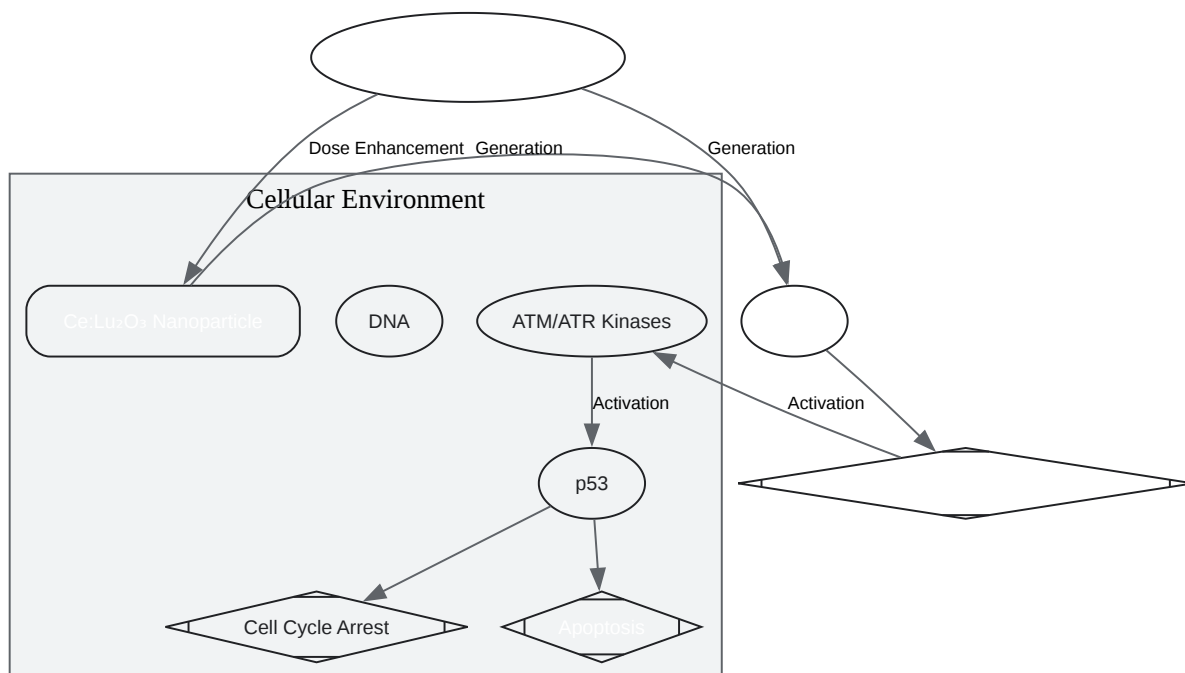 Dose Enhancement
Generation
Generation
Cellular Environment
Ce:Lu₂O₃ Nanoparticle
DNA
ATM/ATR Kinases
Activation
Activation
p53
Cell Cycle Arrest
Apoptosis